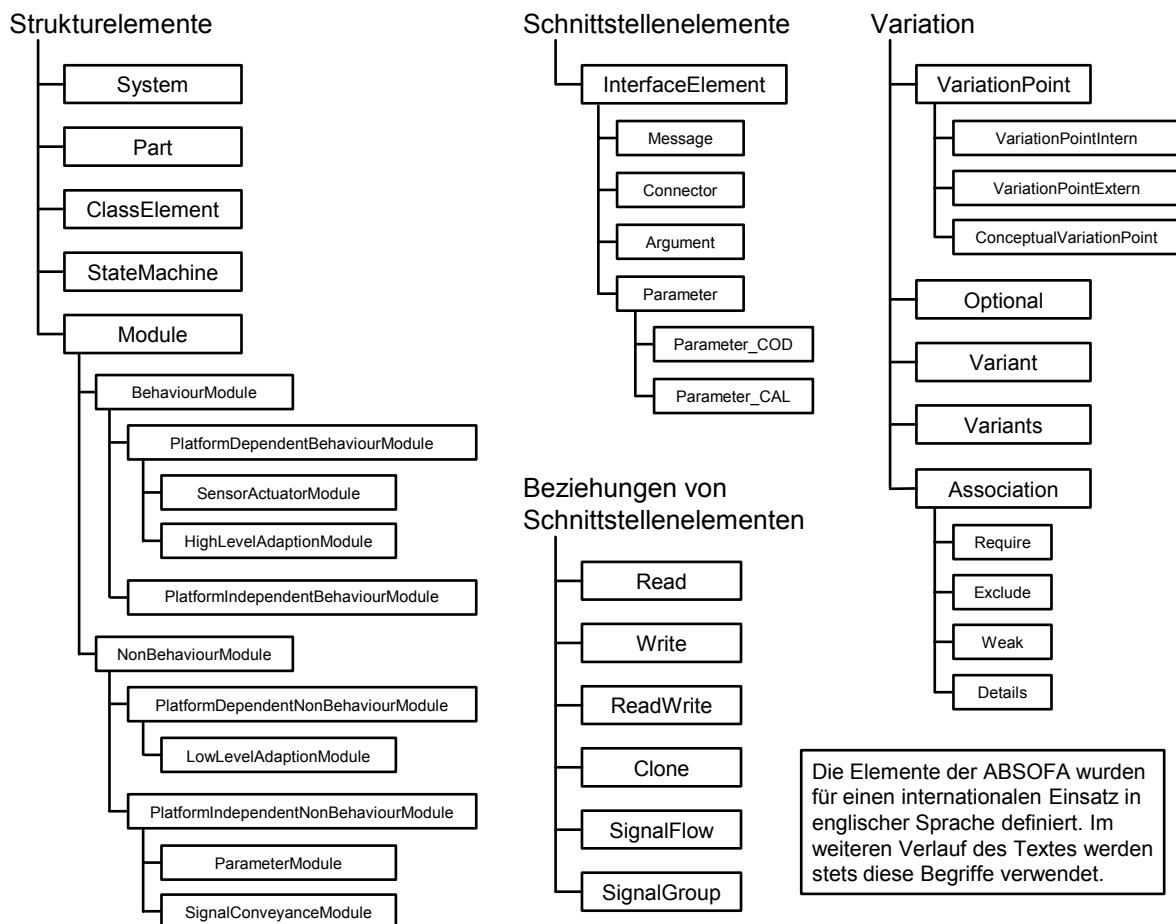 Strukturelemente
System
Part
ClassElement
StateMachine
Module
BehaviourModule
PlatformDependentBehaviourModule
SensorActuatorModule
HighLevelAdaptionModule
PlatformIndependentBehaviourModule
NonBehaviourModule
PlatformDependentNonBehaviourModule
LowLevelAdaptionModule
PlatformIndependentNonBehaviourModule
ParameterModule
SignalConveyanceModule
Schnittstellenelemente
InterfaceElement
Message
Connector
Argument
Parameter
Parameter_COD
Parameter_CAL
Beziehungen von
Schnittstellenelementen
Read
Write
ReadWrite
Clone
SignalFlow
SignalGroup
Variation
VariationPoint
VariationPointIntern
VariationPointExtern
ConceptualVariationPoint
Optional
Variant
Variants
Association
Require
Exclude
Weak
Details
Die Elemente der ABSOFA wurden
für einen internationalen Einsatz in
englischer Sprache definiert. Im
weiteren Verlauf des Textes werden
stets diese Begriffe verwendet.